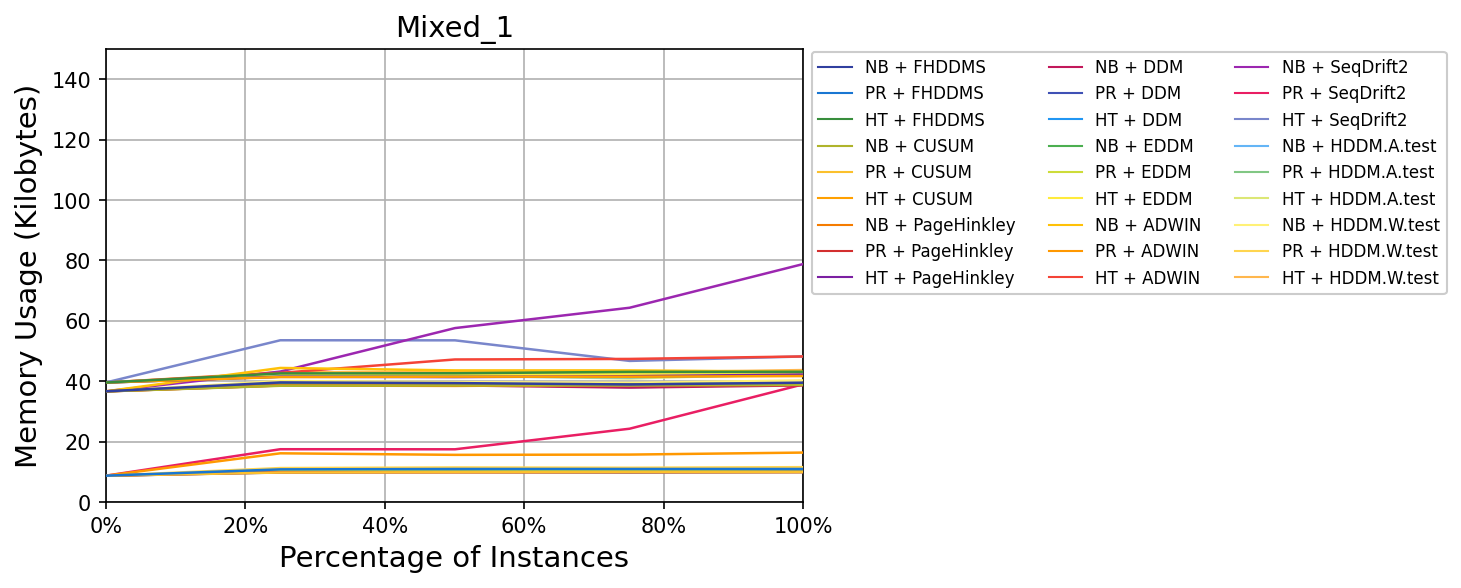 Mixed_1
Memory Usage (Kilobytes)
140
120
100
80
60
40
20
0
0%
20%
40%
60%
80%
100%
Percentage of Instances
NB + FHDDMS
PR + FHDDMS
HT + FHDDMS
NB + CUSUM
PR + CUSUM
HT + CUSUM
NB + PageHinkley
PR + PageHinkley
HT + PageHinkley
NB + DDM
PR + DDM
HT + DDM
NB + EDDM
PR + EDDM
HT + EDDM
NB + ADWIN
PR + ADWIN
HT + ADWIN
NB + SeqDrift2
PR + SeqDrift2
HT + SeqDrift2
NB + HDDM.A.test
PR + HDDM.A.test
HT + HDDM.A.test
NB + HDDM.W.test
PR + HDDM.W.test
HT + HDDM.W.test